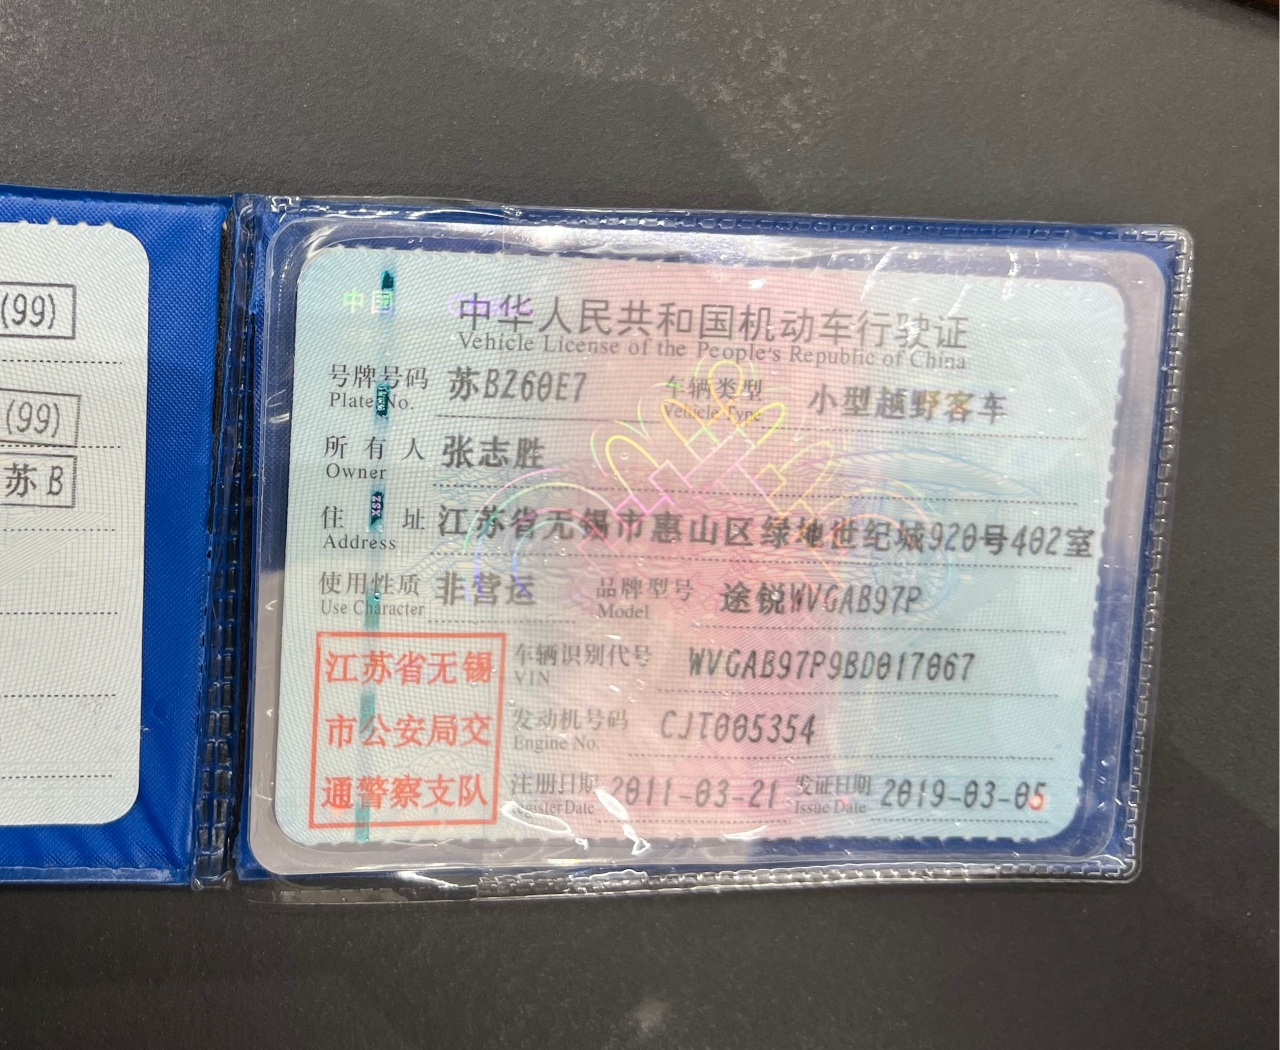 (99)
(99)
苏B
中国
中华人民共和国机动车行驶证
Vehicle License of the People's Republic of China
号牌号码 苏BZ60E7 车辆类型 小型越野客车
Plate No. Vehicle Type
所有人 张志胜
Owner
住址 江苏省无锡市惠山区绿地世纪城920号402室
Address
使用性质 非营运 品牌型号 途锐WVGAB97P
Use Character Model
江苏省无锡
市公安局交
通警察支队
车辆识别代号 WVGAB97P9BD017067
VIN
发动机号码 CJT005354
Engine No.
注册日期 2011-03-21 发证日期 2019-03-05
Register Date Issue Date
XSZ